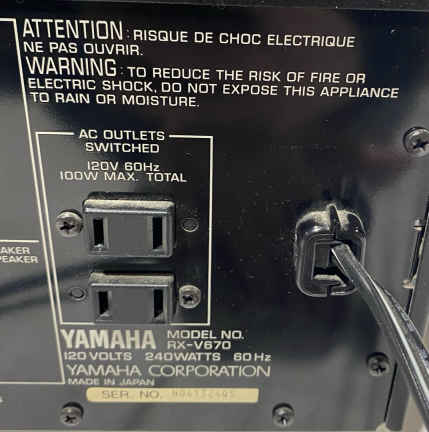 ATTENTION : RISQUE DE CHOC ELECTRIQUE
NE PAS OUVRIR.
WARNING : TO REDUCE THE RISK OF FIRE OR
ELECTRIC SHOCK, DO NOT EXPOSE THIS APPLIANCE
TO RAIN OR MOISTURE.
AC OUTLETS
SWITCHED
120V 60Hz
100W MAX. TOTAL
EAKER
PEAKER
YAMAHA MODEL NO.
RX-V670
120 VOLTS 240WATTS 60 Hz
YAMAHA CORPORATION
MADE IN JAPAN
SER. NO.